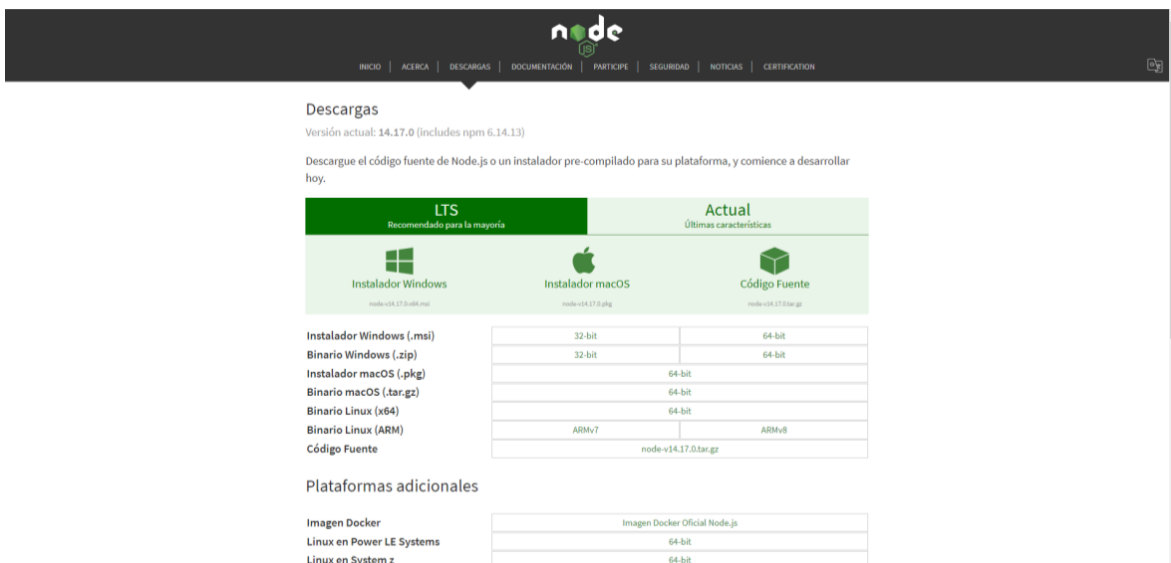 node
JS
INICIO | ACERCA | DESCARGAS | DOCUMENTACIÓN | PARTICIPE | SEGURIDAD | NOTICIAS | CERTIFICATION
Descargas
Versión actual: 14.17.0 (includes npm 6.14.13)
Descargue el código fuente de Node.js o un instalador pre-compilado para su plataforma, y comience a desarrollar
hoy.
LTS
Recomendado para la mayoría
Actual
Últimas características
Instalador Windows
node-v14.17.0-x64.msi
Instalador macOS
node-v14.17.0.pkg
Código Fuente
node-v14.17.0.tar.gz
Instalador Windows (.msi) 32-bit 64-bit
Binario Windows (.zip) 32-bit 64-bit
Instalador macOS (.pkg) 64-bit
Binario macOS (.tar.gz) 64-bit
Binario Linux (x64) 64-bit
Binario Linux (ARM) ARMv7 ARMv8
Código Fuente node-v14.17.0.tar.gz
Plataformas adicionales
Imagen Docker Imagen Docker Oficial Node.js
Linux en Power LE Systems 64-bit
Linux en System z 64-bit